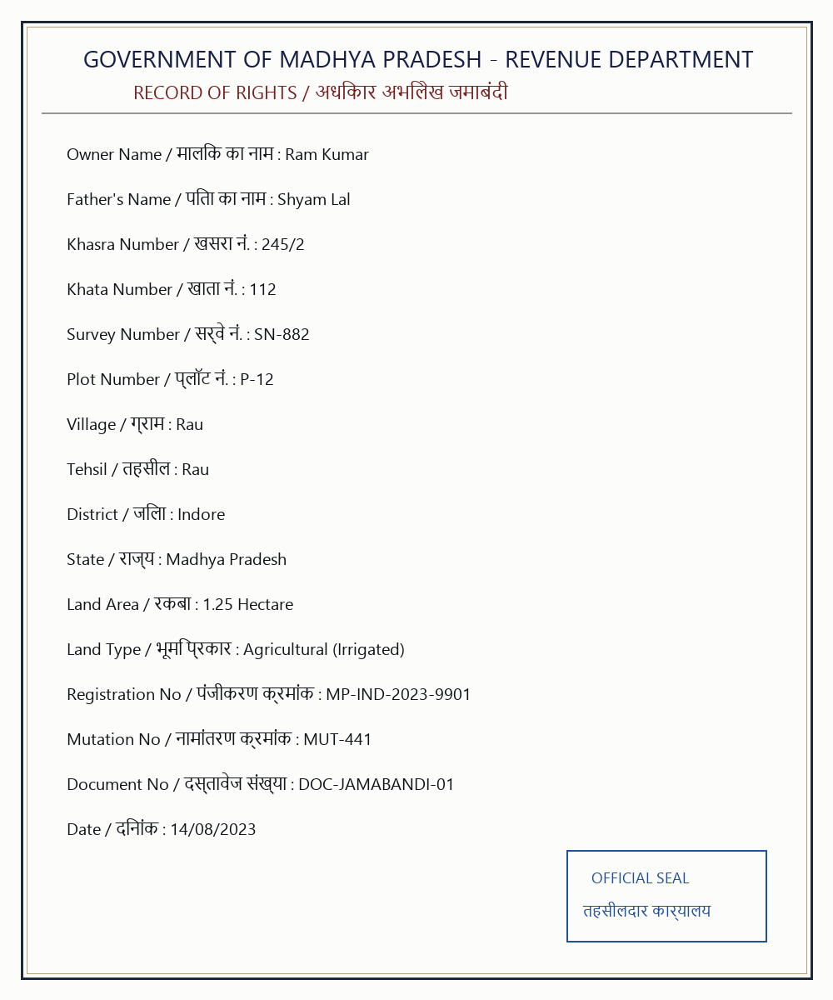 GOVERNMENT OF MADHYA PRADESH - REVENUE DEPARTMENT
RECORD OF RIGHTS / अधिकार अभिलेख जमाबंदी
Owner Name / मालिक का नाम : Ram Kumar
Father's Name / पिता का नाम : Shyam Lal
Khasra Number / खसरा नं. : 245/2
Khata Number / खाता नं. : 112
Survey Number / सर्वे नं. : SN-882
Plot Number / प्लॉट नं. : P-12
Village / ग्राम : Rau
Tehsil / तहसील : Rau
District / जिला : Indore
State / राज्य : Madhya Pradesh
Land Area / रकबा : 1.25 Hectare
Land Type / भूमि प्रकार : Agricultural (Irrigated)
Registration No / पंजीकरण क्रमांक : MP-IND-2023-9901
Mutation No / नामांतरण क्रमांक : MUT-441
Document No / दस्तावेज संख्या : DOC-JAMABANDI-01
Date / दिनांक : 14/08/2023
OFFICIAL SEAL
तहसीलदार कार्यालय